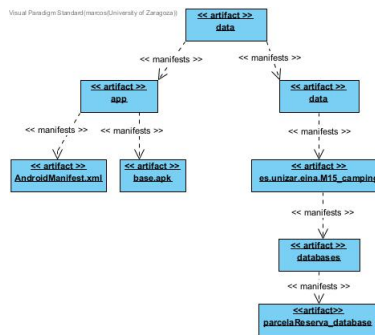 Visual Paradigm Standard(marcos(University of Zaragoza))
<< artifact >>
data
<< manifests >>
<< manifests >>
<< artifact >>
app
<< artifact >>
data
<< manifests >>
<< manifests >>
<< manifests >>
<< artifact >>
AndroidManifest.xml
<< artifact >>
base.apk
<< artifact >>
es.unizar.eina.M15_camping
<< manifests >>
<< artifact >>
databases
<< manifests >>
<<artifact>>
parcelaReserva_database